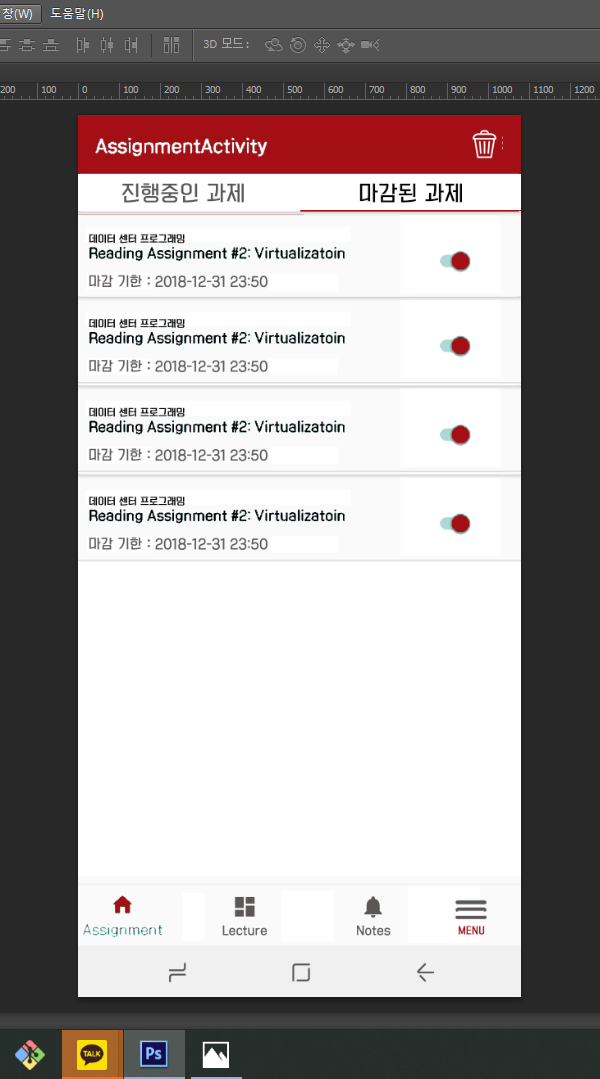 창(W) 도움말(H)
3D 모드:
200 100 0 100 200 300 400 500 600 700 800 900 1000 1100 1200
AssignmentActivity
진행중인 과제 마감된 과제
데이터 센터 프로그래밍
Reading Assignment #2: Virtualizatoin
마감 기한 : 2018-12-31 23:50
데이터 센터 프로그래밍
Reading Assignment #2: Virtualizatoin
마감 기한 : 2018-12-31 23:50
데이터 센터 프로그래밍
Reading Assignment #2: Virtualizatoin
마감 기한 : 2018-12-31 23:50
데이터 센터 프로그래밍
Reading Assignment #2: Virtualizatoin
마감 기한 : 2018-12-31 23:50
Assignment Lecture Notes MENU
TALK Ps